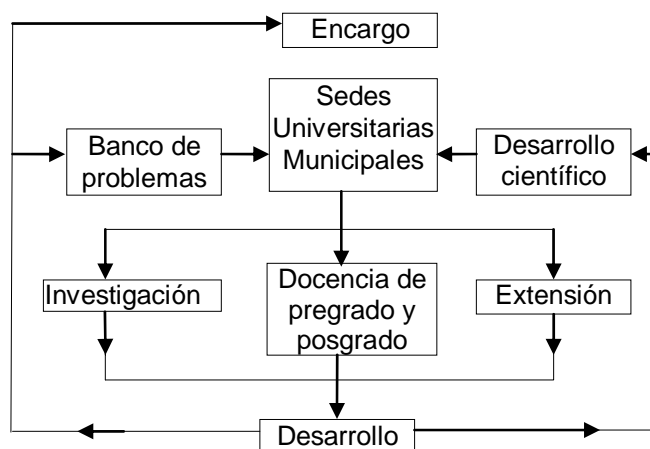 Encargo
Sedes
Universitarias
Municipales
Banco de
problemas
Desarrollo
científico
Investigación
Docencia de
pregrado y
posgrado
Extensión
Desarrollo